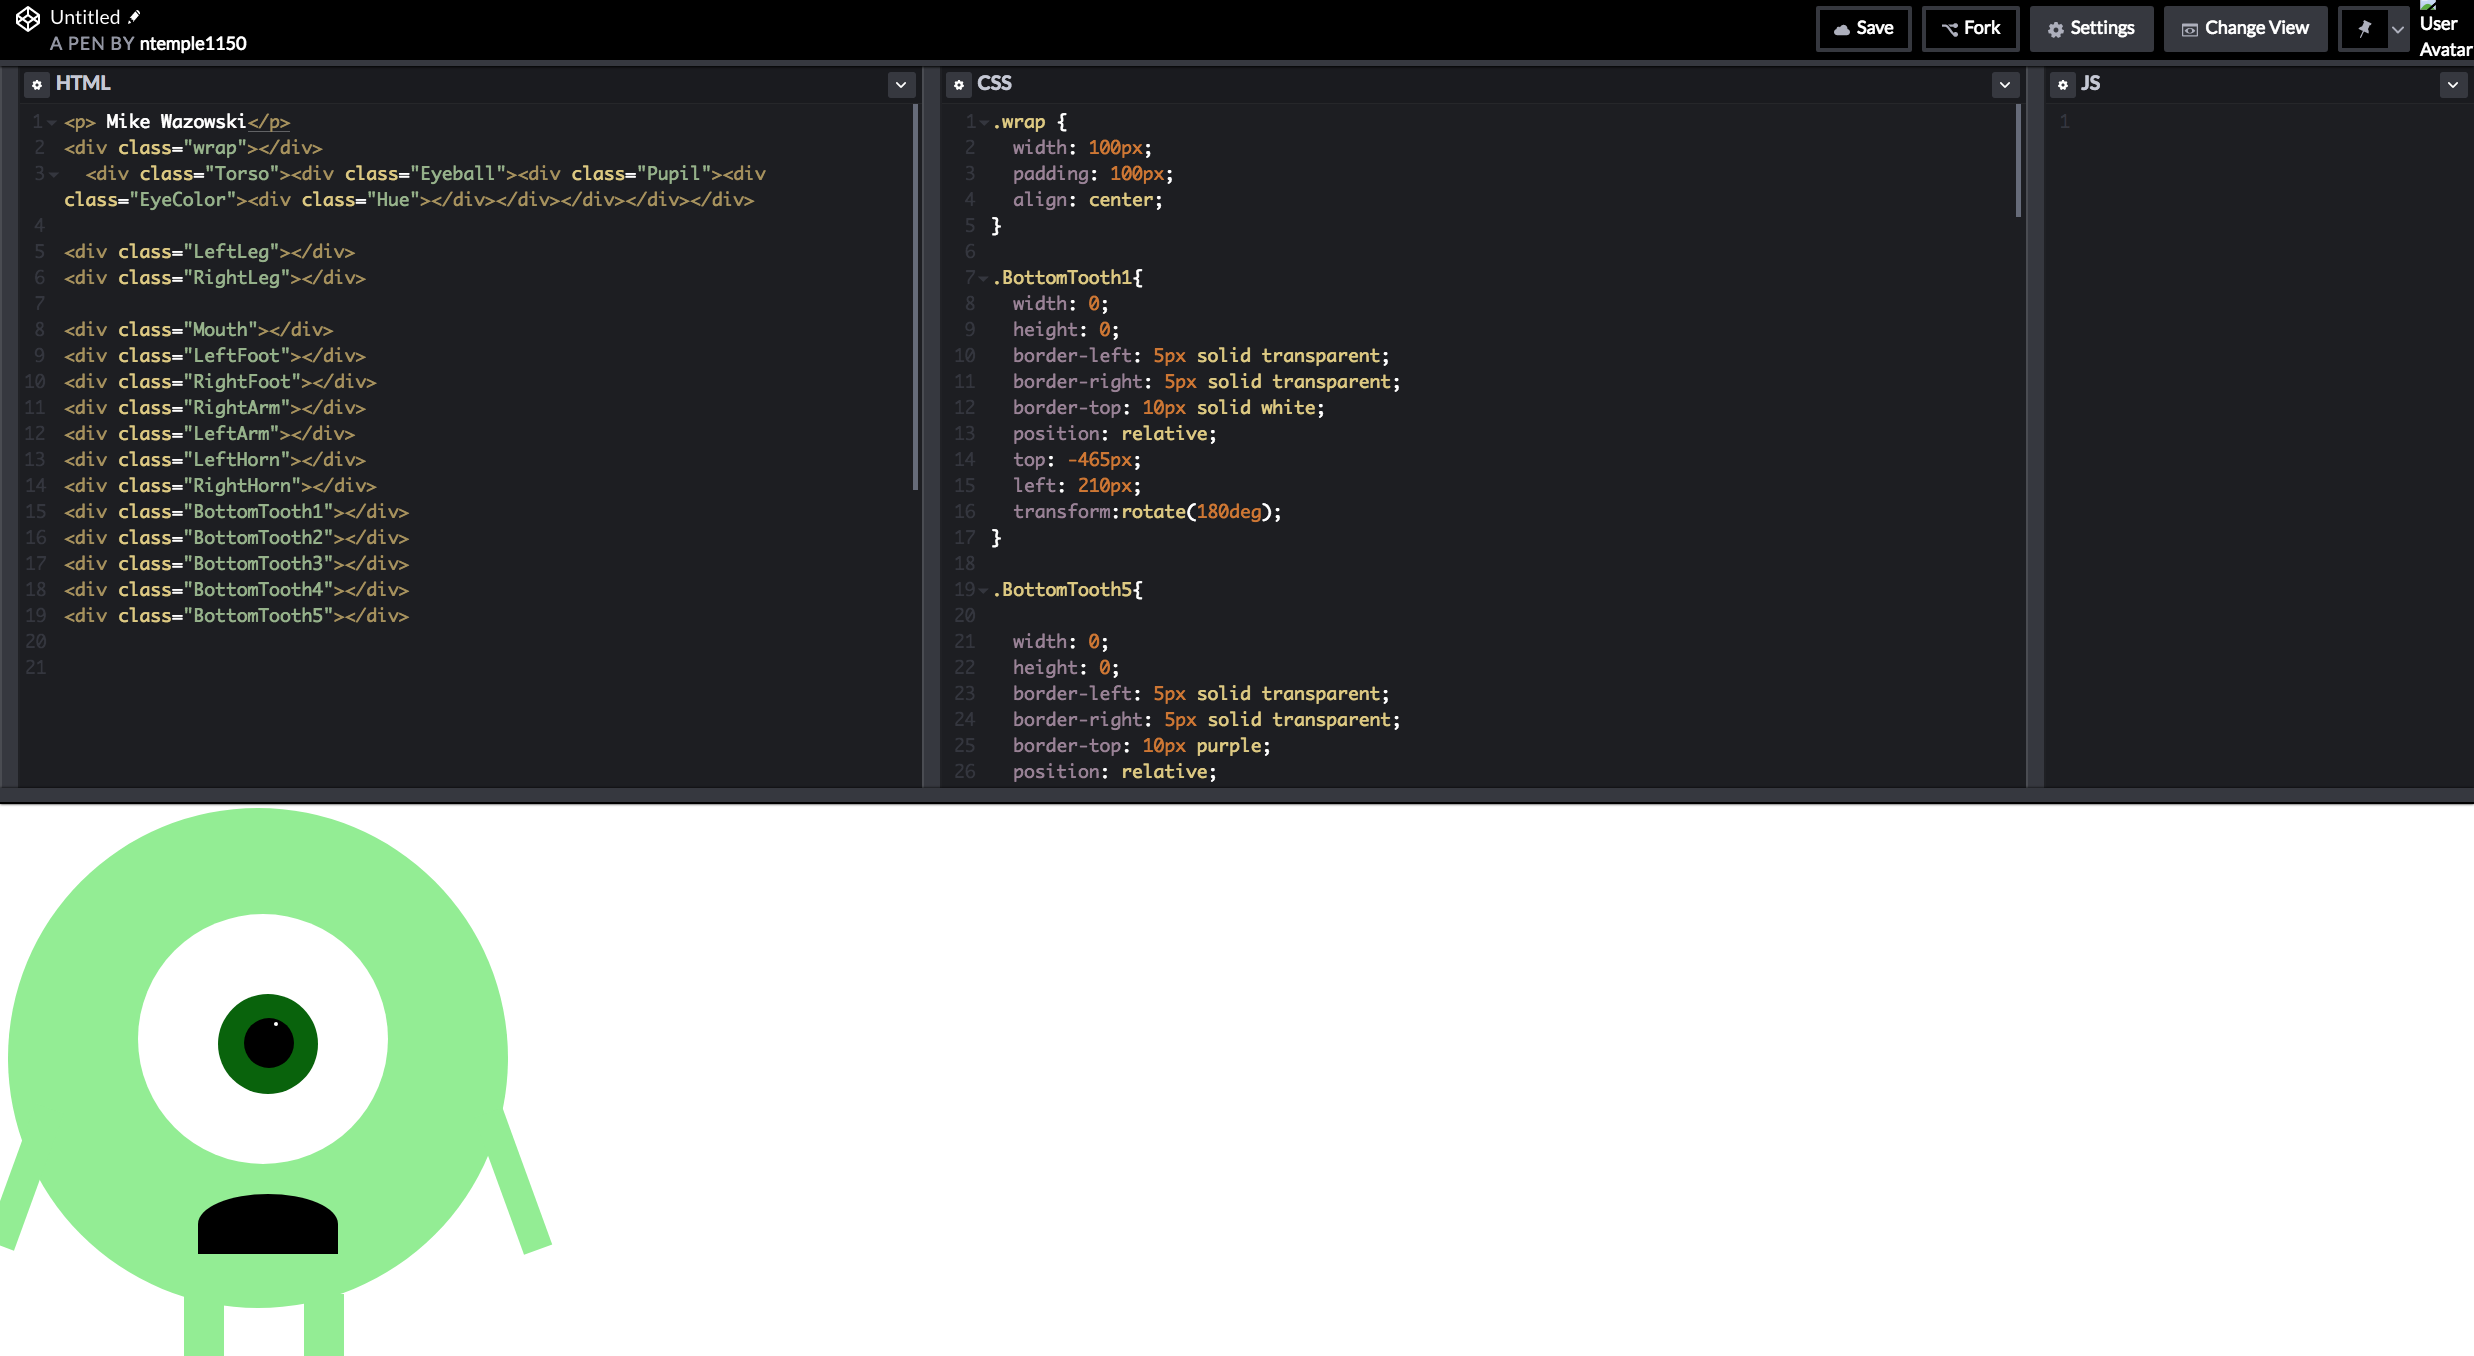 Untitled
A PEN BY ntemple1150
Save
Fork
Settings
Change View
User
Avatar
HTML
1 <p> Mike Wazowski</p>
2 <div class="wrap"></div>
3 <div class="Torso"><div class="Eyeball"><div class="Pupil"><div
class="EyeColor"><div class="Hue"></div></div></div></div></div>
4
5 <div class="LeftLeg"></div>
6 <div class="RightLeg"></div>
7
8 <div class="Mouth"></div>
9 <div class="LeftFoot"></div>
10 <div class="RightFoot"></div>
11 <div class="RightArm"></div>
12 <div class="LeftArm"></div>
13 <div class="LeftHorn"></div>
14 <div class="RightHorn"></div>
15 <div class="BottomTooth1"></div>
16 <div class="BottomTooth2"></div>
17 <div class="BottomTooth3"></div>
18 <div class="BottomTooth4"></div>
19 <div class="BottomTooth5"></div>
20
21
CSS
1 .wrap {
2 width: 100px;
3 padding: 100px;
4 align: center;
5 }
6
7 .BottomTooth1{
8 width: 0;
9 height: 0;
10 border-left: 5px solid transparent;
11 border-right: 5px solid transparent;
12 border-top: 10px solid white;
13 position: relative;
14 top: -465px;
15 left: 210px;
16 transform:rotate(180deg);
17 }
18
19 .BottomTooth5{
20
21 width: 0;
22 height: 0;
23 border-left: 5px solid transparent;
24 border-right: 5px solid transparent;
25 border-top: 10px purple;
26 position: relative;
JS
1